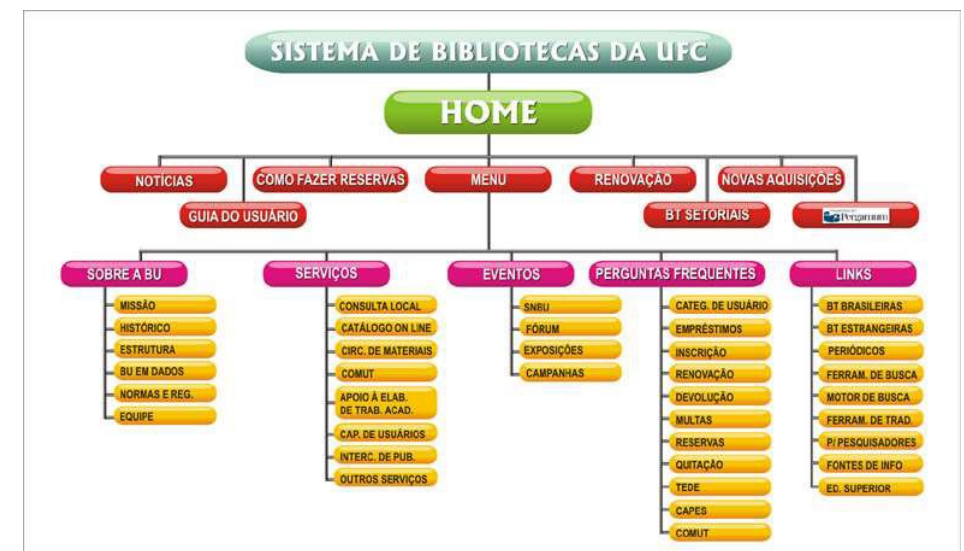 SISTEMA DE BIBLIOTECAS DA UFC
HOME
NOTÍCIAS
COMO FAZER RESERVAS
MENU
RENOVAÇÃO
NOVAS AQUISIÇÕES
GUIA DO USUÁRIO
BT SETORIAIS
Pergamum
SOBRE A BU
MISSÃO
HISTÓRICO
ESTRUTURA
BU EM DADOS
NORMAS E REG.
EQUIPE
SERVIÇOS
CONSULTA LOCAL
CATÁLOGO ON LINE
CIRC. DE MATERIAIS
COMUT
APOIO À ELAB.
DE TRAB. ACAD.
CAP. DE USUÁRIOS
INTERC. DE PUB.
OUTROS SERVIÇOS
EVENTOS
SNBU
FÓRUM
EXPOSIÇÕES
CAMPANHAS
PERGUNTAS FREQUENTES
CATEG. DE USUÁRIO
EMPRÉSTIMOS
INSCRIÇÃO
RENOVAÇÃO
DEVOLUÇÃO
MULTAS
RESERVAS
QUITAÇÃO
TEDE
CAPES
COMUT
LINKS
BT BRASILEIRAS
BT ESTRANGEIRAS
PERIÓDICOS
FERRAM. DE BUSCA
MOTOR DE BUSCA
FERRAM. DE TRAD.
P/ PESQUISADORES
FONTES DE INFO
ED. SUPERIOR